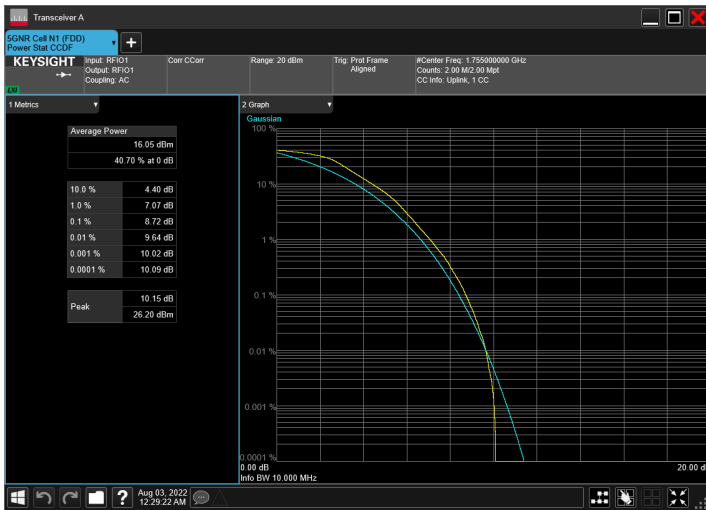 Transceiver A
5GNR Cell N1 (FDD)
Power Stat CCDF
KEYSIGHT
LXI
Input: RFIO1
Output: RFIO1
Coupling: AC
Corr CCorr
Range: 20 dBm
Trig: Prot Frame
Aligned
#Center Freq: 1.755000000 GHz
Counts: 2.00 M/2.00 Mpt
CC Info: Uplink, 1 CC
1 Metrics
Average Power
16.05 dBm
40.70 % at 0 dB
10.0 % 4.40 dB
1.0 % 7.07 dB
0.1 % 8.72 dB
0.01 % 9.64 dB
0.001 % 10.02 dB
0.0001 % 10.09 dB
Peak
10.15 dB
26.20 dBm
2 Graph
Gaussian
100 %
10 %
1 %
0.1 %
0.01 %
0.001 %
0.0001 %
0.00 dB
20.00 d
Info BW 10.000 MHz
?
Aug 03, 2022
12:29:22 AM